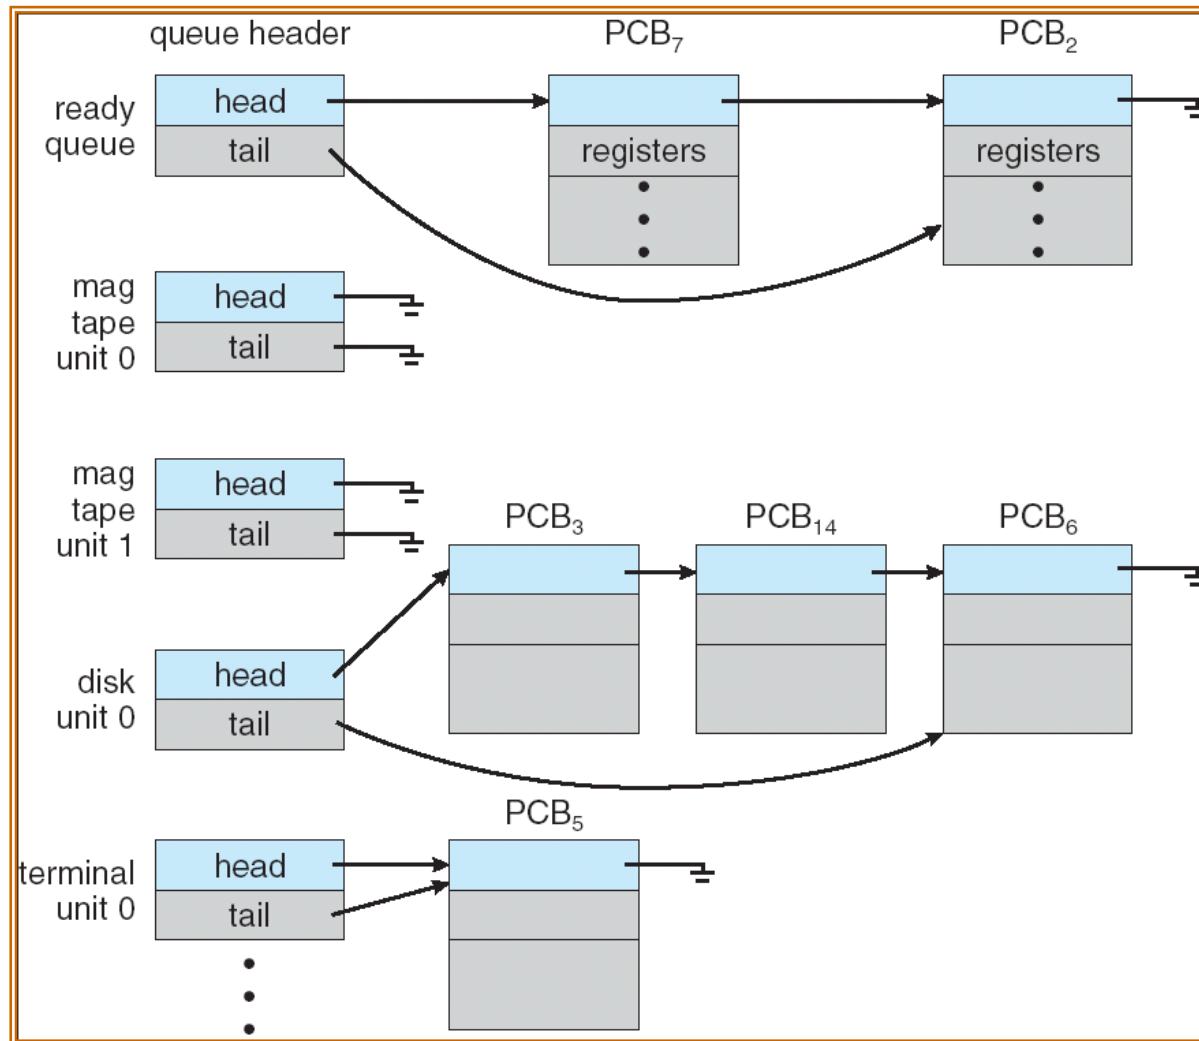 queue header
PCB7
PCB2
ready
queue
head
tail
registers
registers
mag
tape
unit 0
head
tail
mag
tape
unit 1
head
tail
PCB3
PCB14
PCB6
disk
unit 0
head
tail
PCB5
terminal
unit 0
head
tail